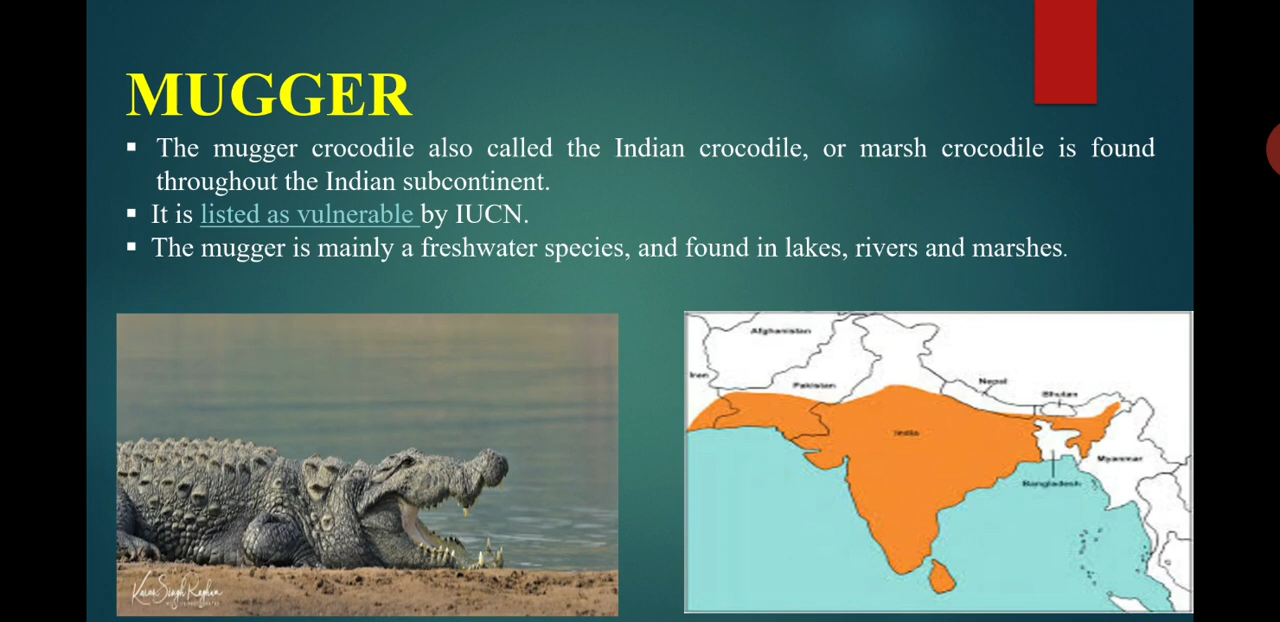 MUGGER
▪ The mugger crocodile also called the Indian crocodile, or marsh crocodile is found
throughout the Indian subcontinent.
▪ It is listed as vulnerable by IUCN.
▪ The mugger is mainly a freshwater species, and found in lakes, rivers and marshes.
Afghanistan
Iran
Pakistan
Nepal
Bhutan
India
Myanmar
Bangladesh
Singh